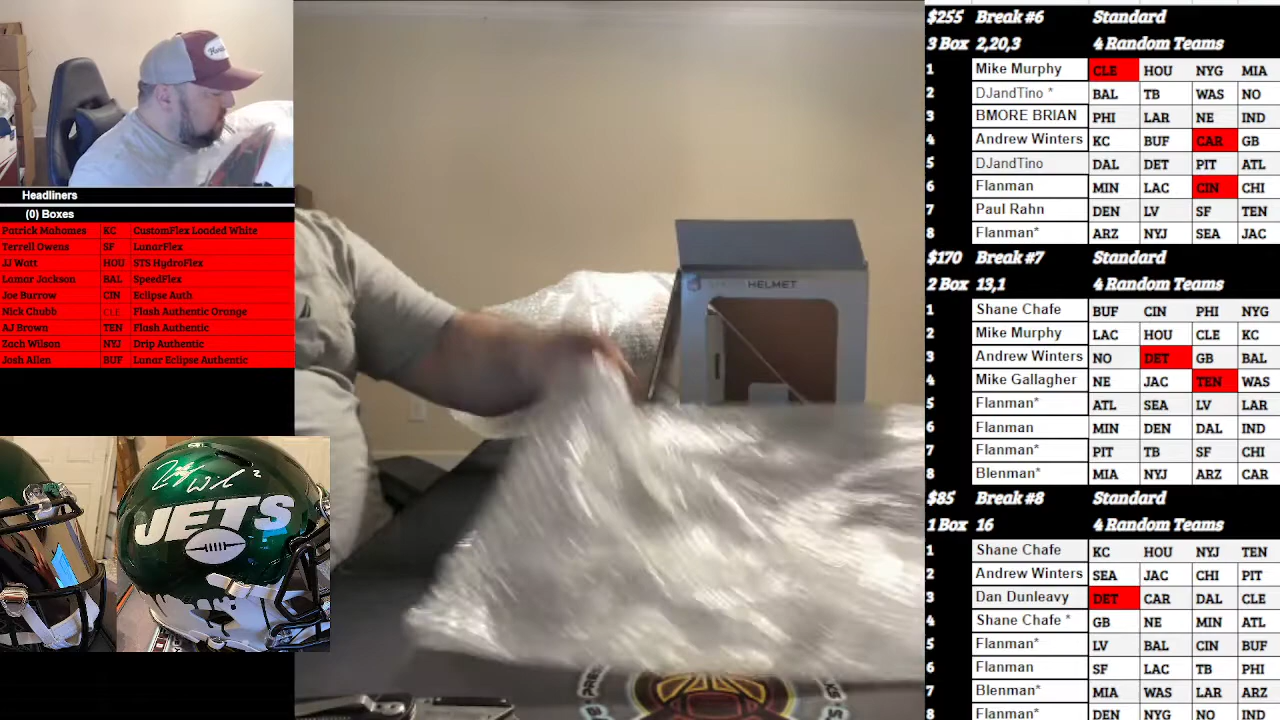 Headliners
(0) Boxes
Patrick Mahomes KC CustomFlex Loaded White
Terrell Owens SF LunarFlex
JJ Watt HOU STS HydroFlex
Lamar Jackson BAL SpeedFlex
Joe Burrow CIN Eclipse Auth
Nick Chubb CLE Flash Authentic Orange
AJ Brown TEN Flash Authentic
Zach Wilson NYJ Drip Authentic
Josh Allen BUF Lunar Eclipse Authentic
JETS
HELMET
$255 Break #6 Standard
3 Box 2,20,3 4 Random Teams
1 Mike Murphy CLE HOU NYG MIA
2 DJandTino * BAL TB WAS NO
3 BMORE BRIAN PHI LAR NE IND
4 Andrew Winters KC BUF CAR GB
5 DJandTino DAL DET PIT ATL
6 Flanman MIN LAC CIN CHI
7 Paul Rahn DEN LV SF TEN
8 Flanman* ARZ NYJ SEA JAC
$170 Break #7 Standard
2 Box 13,1 4 Random Teams
1 Shane Chafe BUF CIN PHI NYG
2 Mike Murphy LAC HOU CLE KC
3 Andrew Winters NO DET GB BAL
4 Mike Gallagher NE JAC TEN WAS
5 Flanman* ATL SEA LV LAR
6 Flanman MIN DEN DAL IND
7 Flanman* PIT TB SF CHI
8 Blenman* MIA NYJ ARZ CAR
$85 Break #8 Standard
1 Box 16 4 Random Teams
1 Shane Chafe KC HOU NYJ TEN
2 Andrew Winters SEA JAC CHI PIT
3 Dan Dunleavy DET CAR DAL CLE
4 Shane Chafe * GB NE MIN ATL
5 Flanman* LV BAL CIN BUF
6 Flanman SF LAC TB PHI
7 Blenman* MIA WAS LAR ARZ
8 Flanman* DEN NYG NO IND